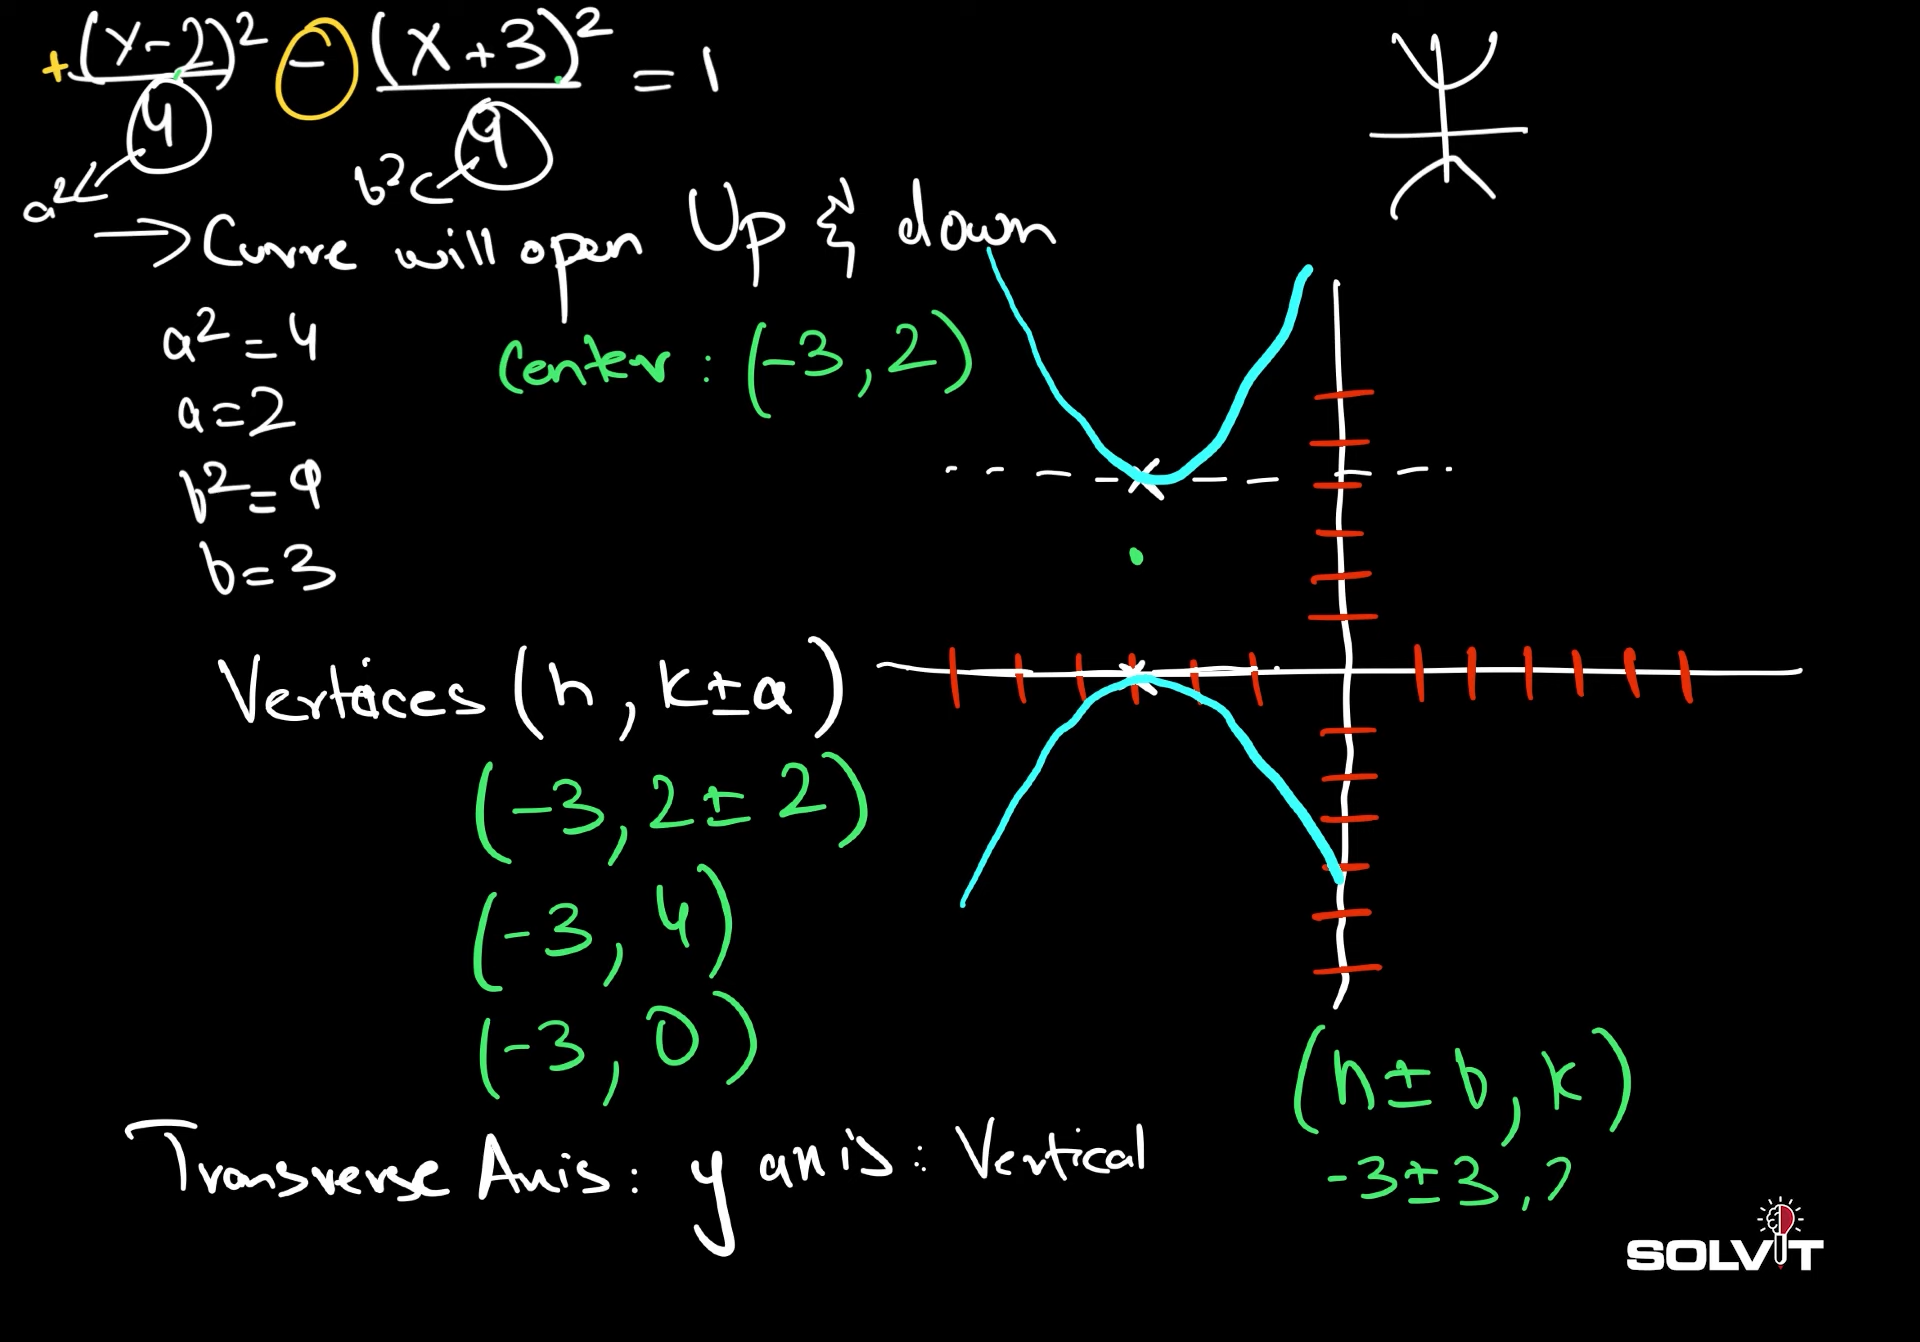 + (y-2)² / 4 - (x+3)² / 9 = 1
a² b²
→ Curve will open Up & down
a² = 4
Center : (-3, 2)
a = 2
b² = 9
b = 3
Vertices (h, k ± a)
(-3, 2 ± 2)
(-3, 4)
(-3, 0)
(h ± b, k)
Transverse Axis : y axis : Vertical
-3 ± 3, 2
SOLVIT